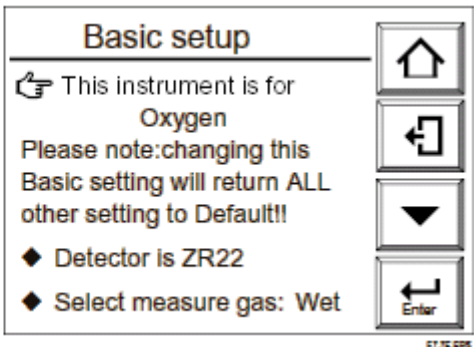 Basic setup
This instrument is for
Oxygen
Please note:changing this
Basic setting will return ALL
other setting to Default!!
Detector is ZR22
Select measure gas: Wet
Enter